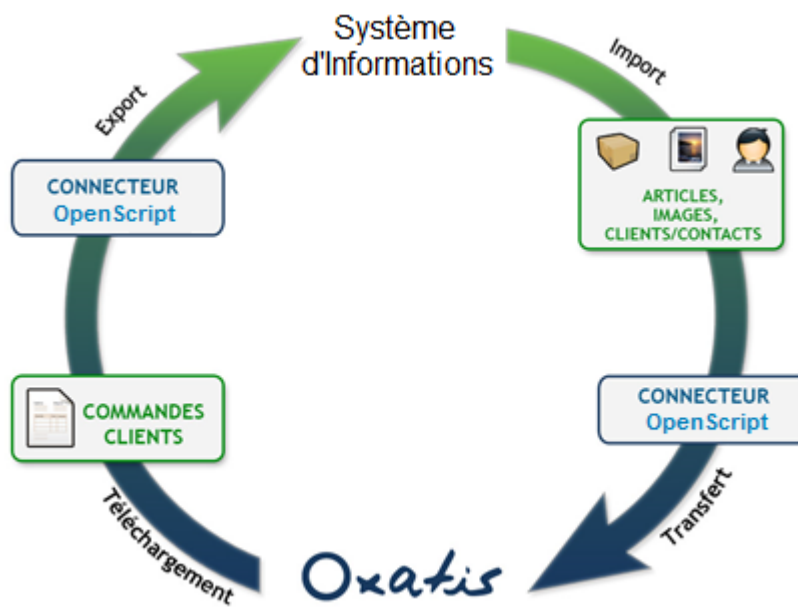 Système
d'Informations
Import
ARTICLES,
IMAGES,
CLIENTS/CONTACTS
CONNECTEUR
OpenScript
Transfert
Oxatis
Téléchargement
COMMANDES
CLIENTS
CONNECTEUR
OpenScript
Export